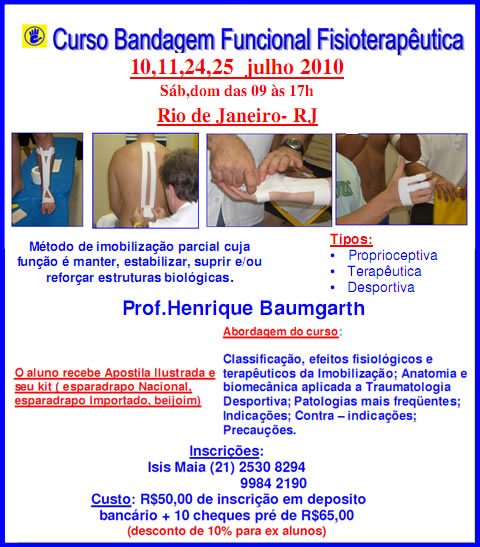 Curso Bandagem Funcional Fisioterapêutica
10,11,24,25 julho 2010
Sáb,dom das 09 às 17h
Rio de Janeiro- RJ
Método de imobilização parcial cuja
função é manter, estabilizar, suprir e/ou
reforçar estruturas biológicas.
Tipos:
• Proprioceptiva
• Terapêutica
• Desportiva
Prof.Henrique Baumgarth
O aluno recebe Apostila Ilustrada e
seu kit ( esparadrapo Nacional,
esparadrapo Importado, beijoim)
Abordagem do curso:
Classificação, efeitos fisiológicos e
terapêuticos da Imobilização; Anatomia e
biomecânica aplicada a Traumatologia
Desportiva; Patologias mais freqüentes;
Indicações; Contra – indicações;
Precauções.
Inscrições:
Isis Maia (21) 2530 8294
9984 2190
Custo: R$50,00 de inscrição em deposito
bancário + 10 cheques pré de R$65,00
(desconto de 10% para ex alunos)